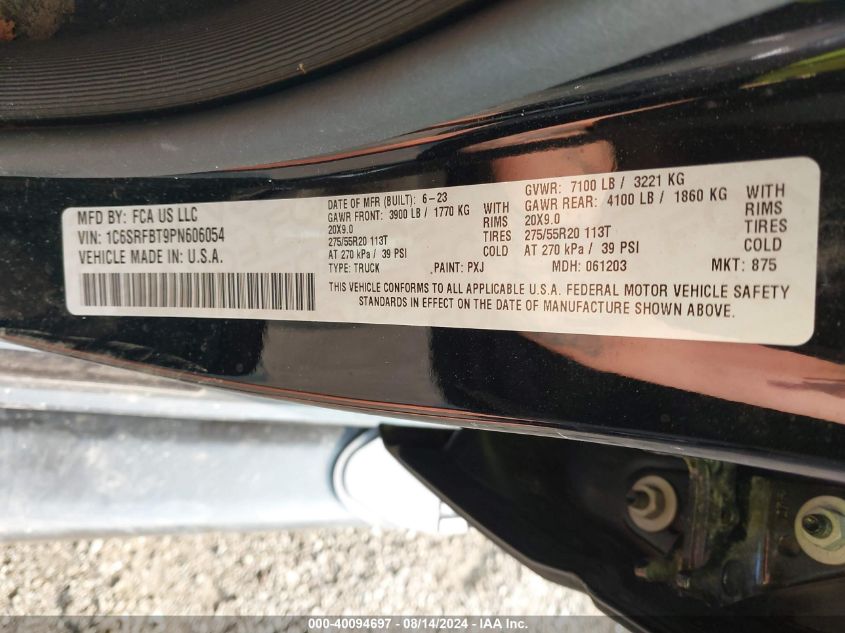 MFD BY: FCA US LLC
VIN: 1C6SRFBT9PN606054
VEHICLE MADE IN: U.S.A.
DATE OF MFR (BUILT): 6-23
GAWR FRONT: 3900 LB / 1770 KG WITH
20X9.0 RIMS
275/55R20 113T TIRES
AT 270 kPa / 39 PSI COLD
TYPE: TRUCK PAINT: PXJ
GVWR: 7100 LB / 3221 KG
GAWR REAR: 4100 LB / 1860 KG WITH
20X9.0 RIMS
275/55R20 113T TIRES
AT 270 kPa / 39 PSI COLD
MDH: 061203 MKT: 875
THIS VEHICLE CONFORMS TO ALL APPLICABLE U.S.A. FEDERAL MOTOR VEHICLE SAFETY
STANDARDS IN EFFECT ON THE DATE OF MANUFACTURE SHOWN ABOVE.
000-40094697 - 08/14/2024 - IAA Inc.